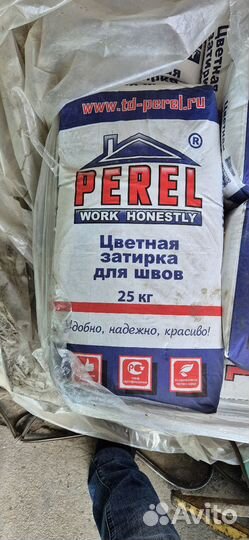 www.td-perel.ru
PEREL®
WORK HONESTLY
Цветная
затирка
для швов
25 кг
Удобно, надежно, красиво!
Avito